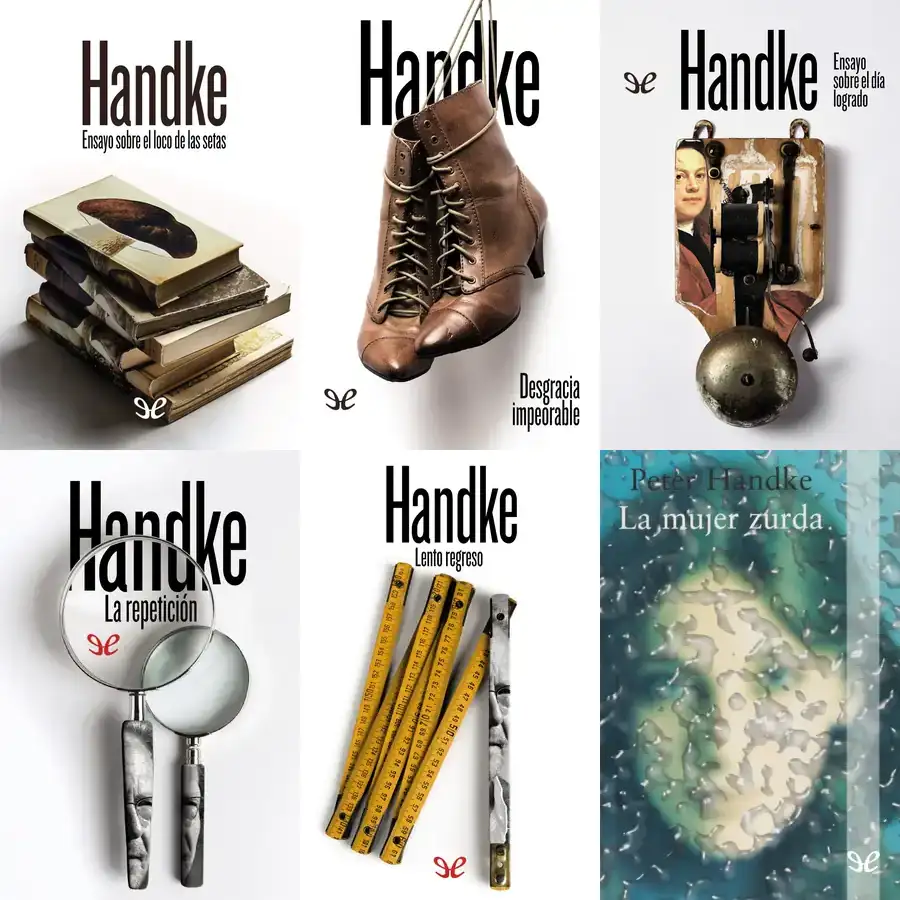 Handke
Ensayo sobre el loco de las setas
Handke
Desgracia
impeorable
Handke
Ensayo
sobre el día
logrado
Handke
La repetición
Handke
Lento regreso
Peter Handke
La mujer zurda